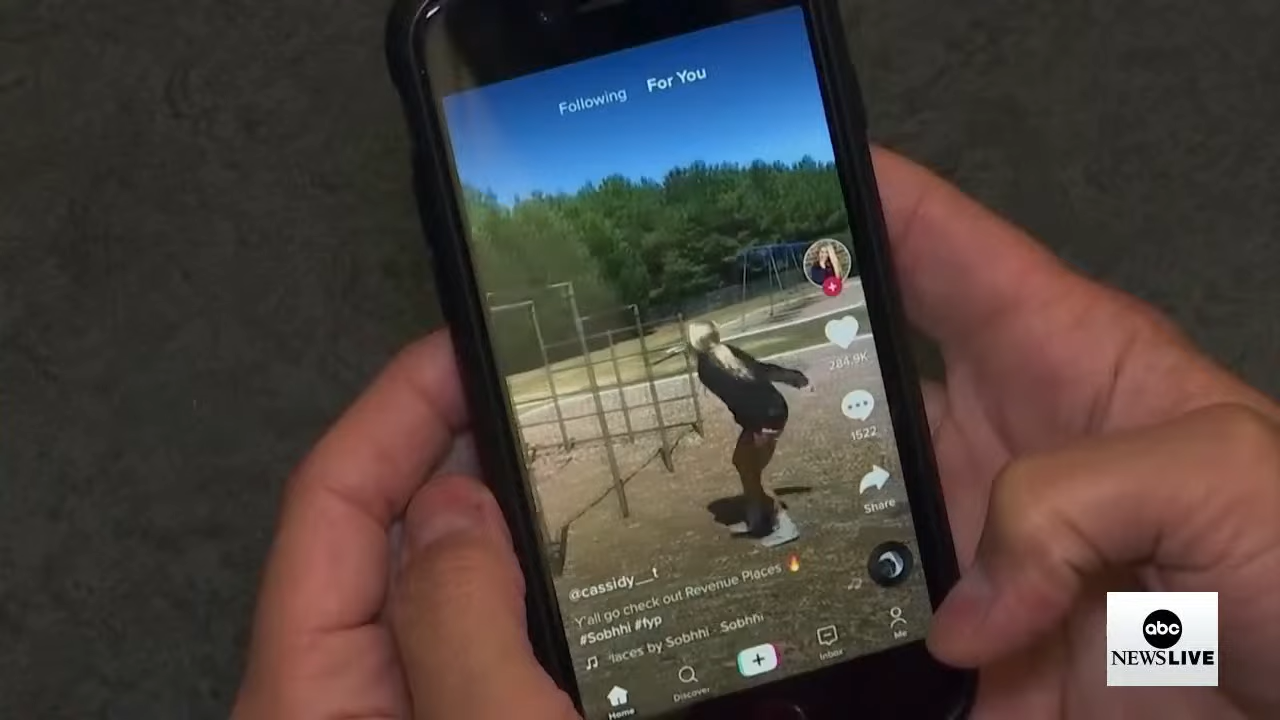 Following For You
284.9K
1522
Share
@cassidy__t
Y'all go check out Revenue Places 🔥
#Sobhhi #fyp
laces by Sobhhi - Sobhhi
Home
Discover
Inbox
Me
abc
NEWSLIVE